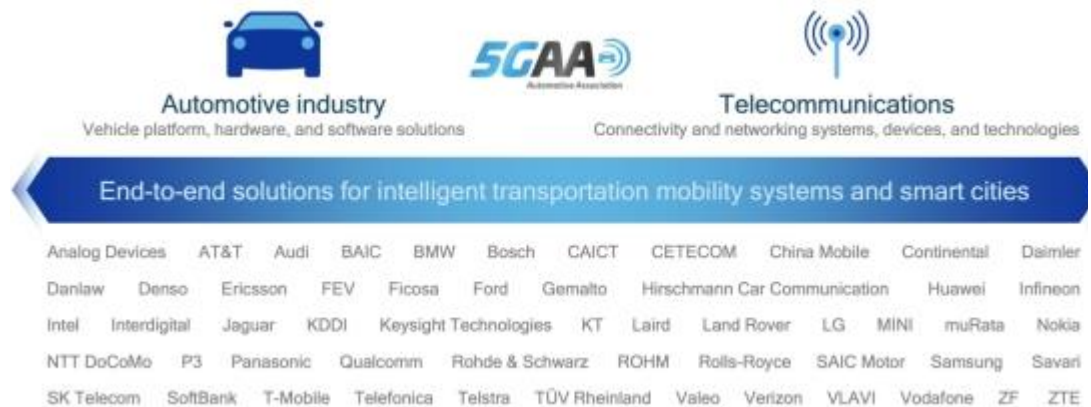 5GAA
Automotive Association
Automotive industry
Vehicle platform, hardware, and software solutions
Telecommunications
Connectivity and networking systems, devices, and technologies
End-to-end solutions for intelligent transportation mobility systems and smart cities
Analog Devices AT&T Audi BAIC BMW Bosch CAICT CETECOM China Mobile Continental Daimler
Danlaw Denso Ericsson FEV Ficosa Ford Gemalto Hirschmann Car Communication Huawei Infineon
Intel Interdigital Jaguar KDDI Keysight Technologies KT Laird Land Rover LG MINI muRata Nokia
NTT DoCoMo P3 Panasonic Qualcomm Rohde & Schwarz ROHM Rolls-Royce SAIC Motor Samsung Savari
SK Telecom SoftBank T-Mobile Telefonica Telstra TÜV Rheinland Valeo Verizon VLAVI Vodafone ZF ZTE